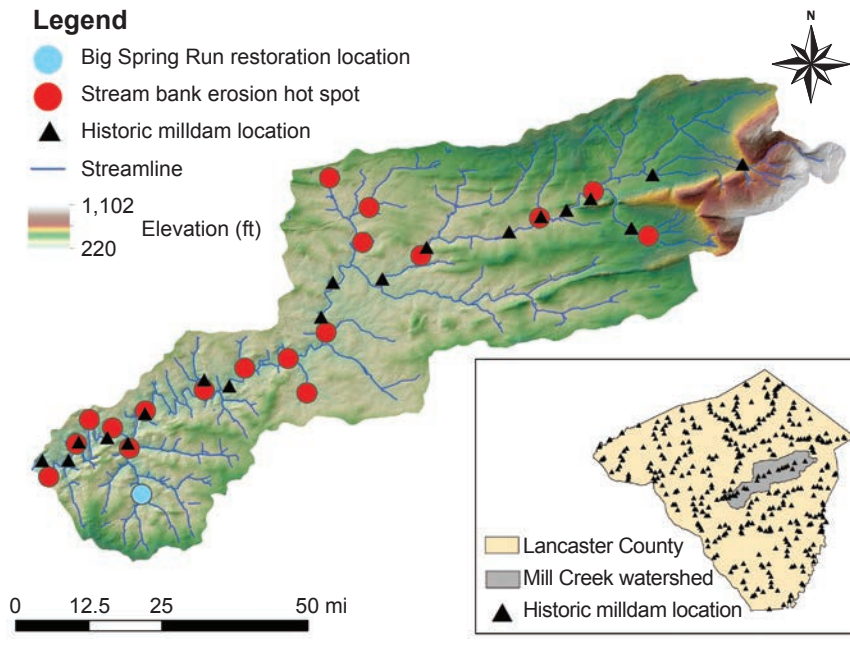 Legend
N
Big Spring Run restoration location
Stream bank erosion hot spot
Historic milldam location
Streamline
1,102
Elevation (ft)
220
Lancaster County
Mill Creek watershed
Historic milldam location
0 12.5 25 50 mi